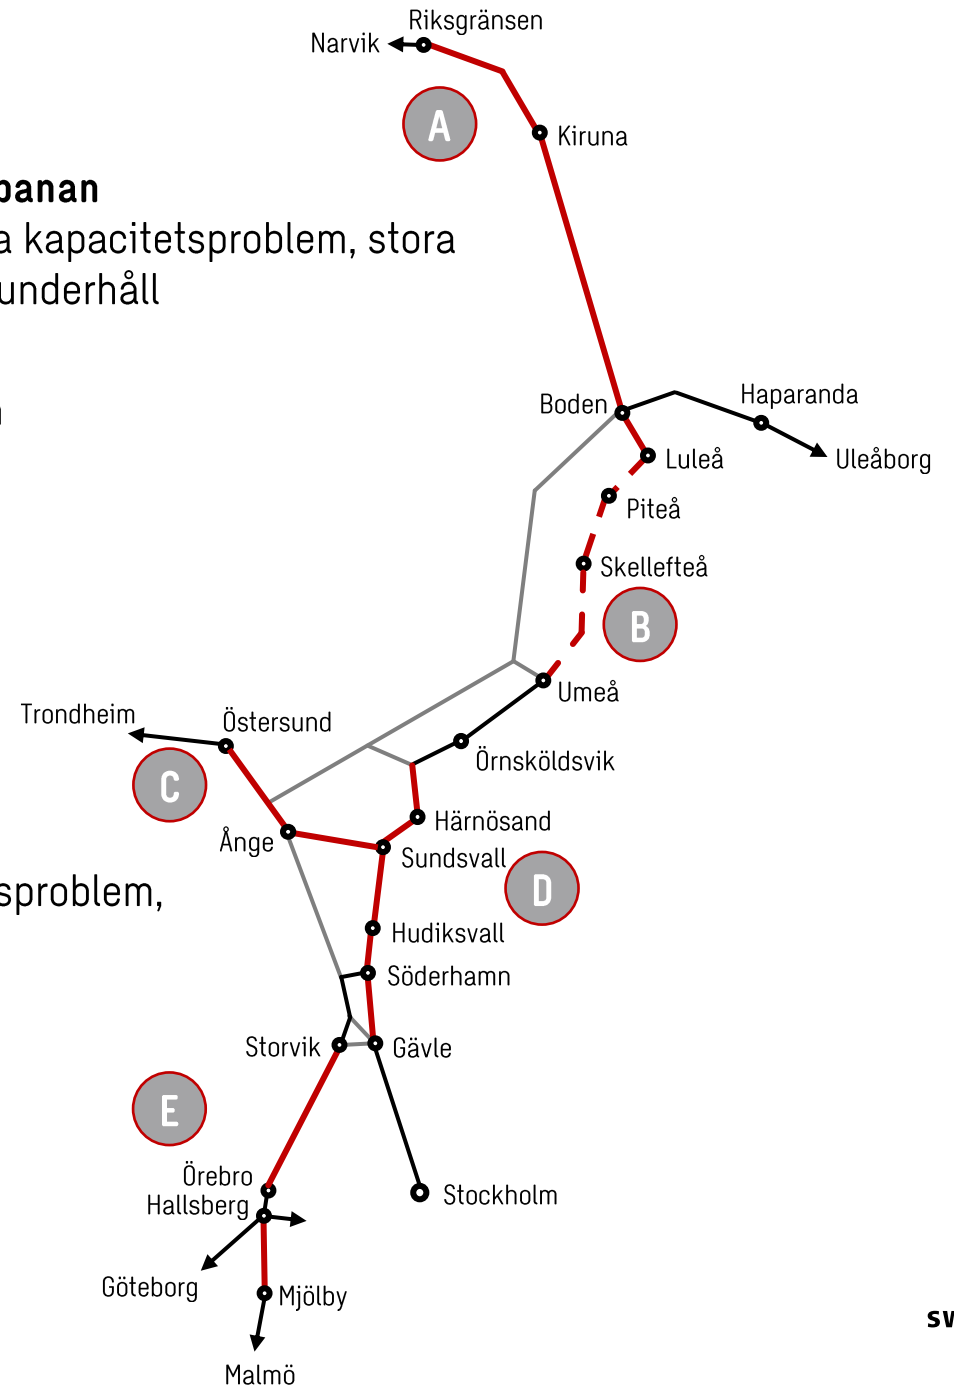 Riksgränsen
Narvik
A
Kiruna
banan
a kapacitetsproblem, stora
underhåll
Boden
Haparanda
Luleå
Uleåborg
Piteå
Skellefteå
B
Umeå
Trondheim
Östersund
Örnsköldsvik
C
Härnösand
Ånge
Sundsvall
D
sproblem,
Hudiksvall
Söderhamn
Storvik
Gävle
E
Örebro
Stockholm
Hallsberg
Göteborg
Mjölby
Malmö
sv